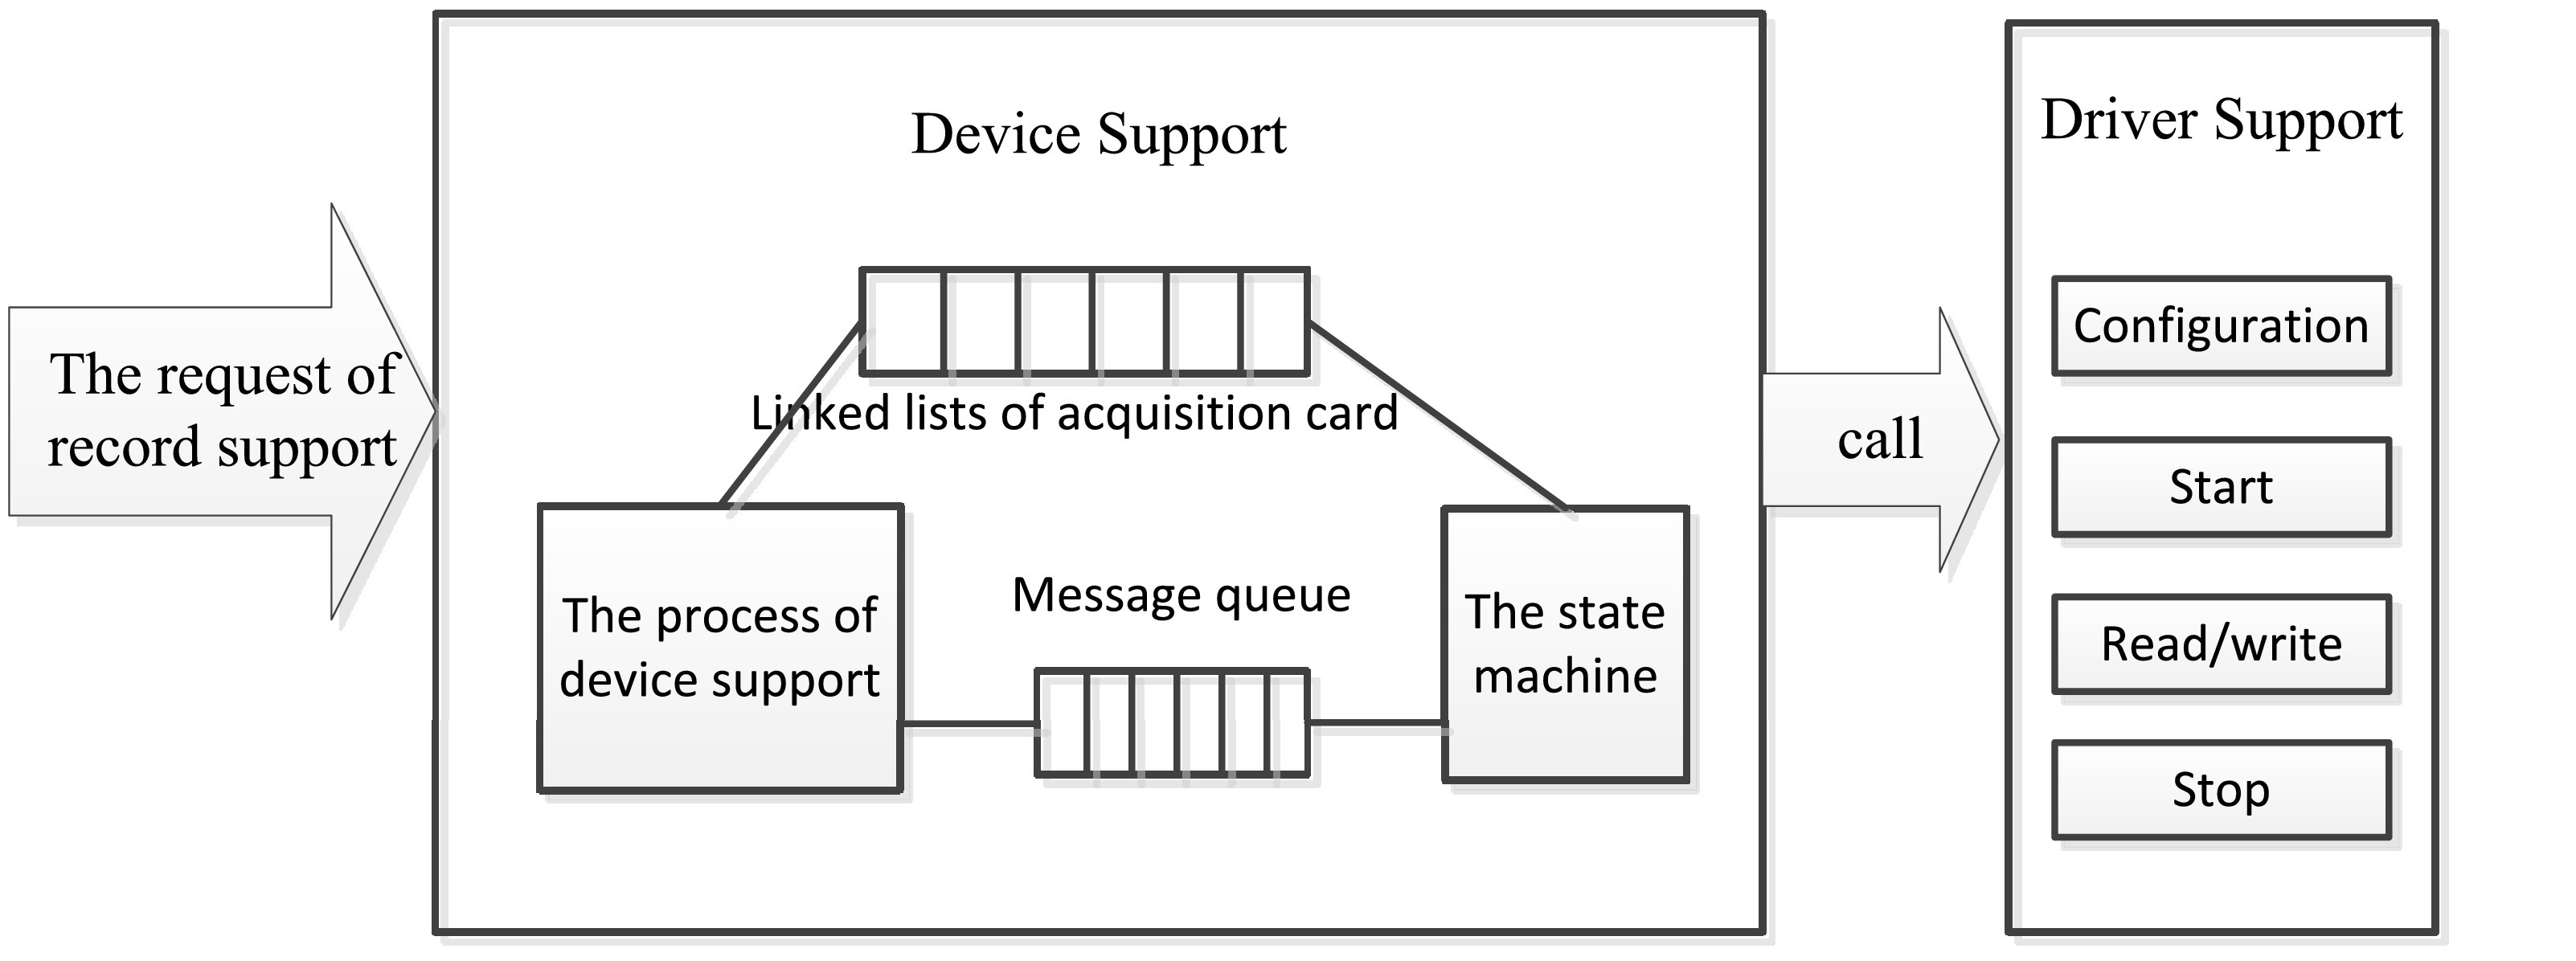 The request of
record support
Device Support
Linked lists of acquisition card
The process of
device support
Message queue
The state
machine
call
Driver Support
Configuration
Start
Read/write
Stop